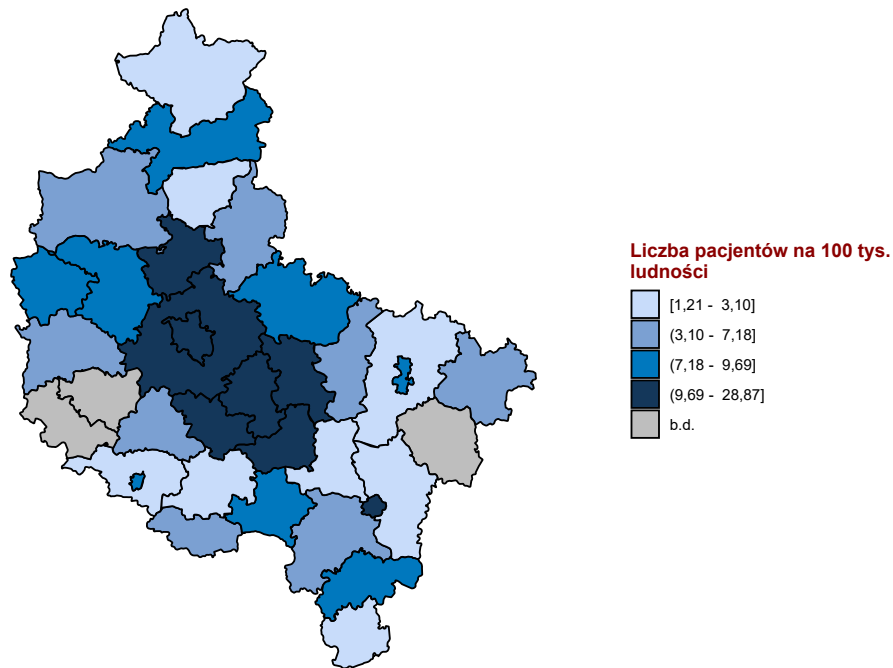 Liczba pacjentów na 100 tys.
ludności
[1,21 - 3,10]
(3,10 - 7,18]
(7,18 - 9,69]
(9,69 - 28,87]
b.d.